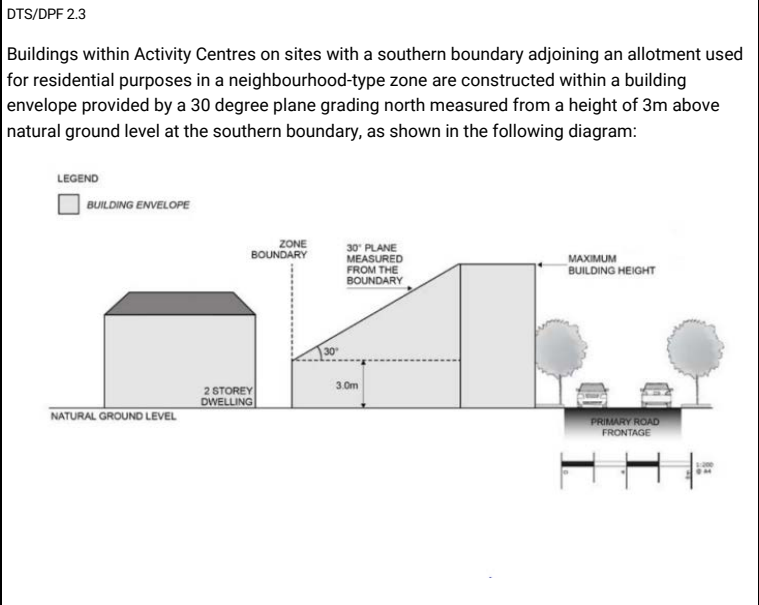 DTS/DPF 2.3
Buildings within Activity Centres on sites with a southern boundary adjoining an allotment used
for residential purposes in a neighbourhood-type zone are constructed within a building
envelope provided by a 30 degree plane grading north measured from a height of 3m above
natural ground level at the southern boundary, as shown in the following diagram:
LEGEND
BUILDING ENVELOPE
ZONE
BOUNDARY
30° PLANE
MEASURED
FROM THE
BOUNDARY
MAXIMUM
BUILDING HEIGHT
30°
3.0m
2 STOREY
DWELLING
NATURAL GROUND LEVEL
PRIMARY ROAD
FRONTAGE
1:200
@ A4